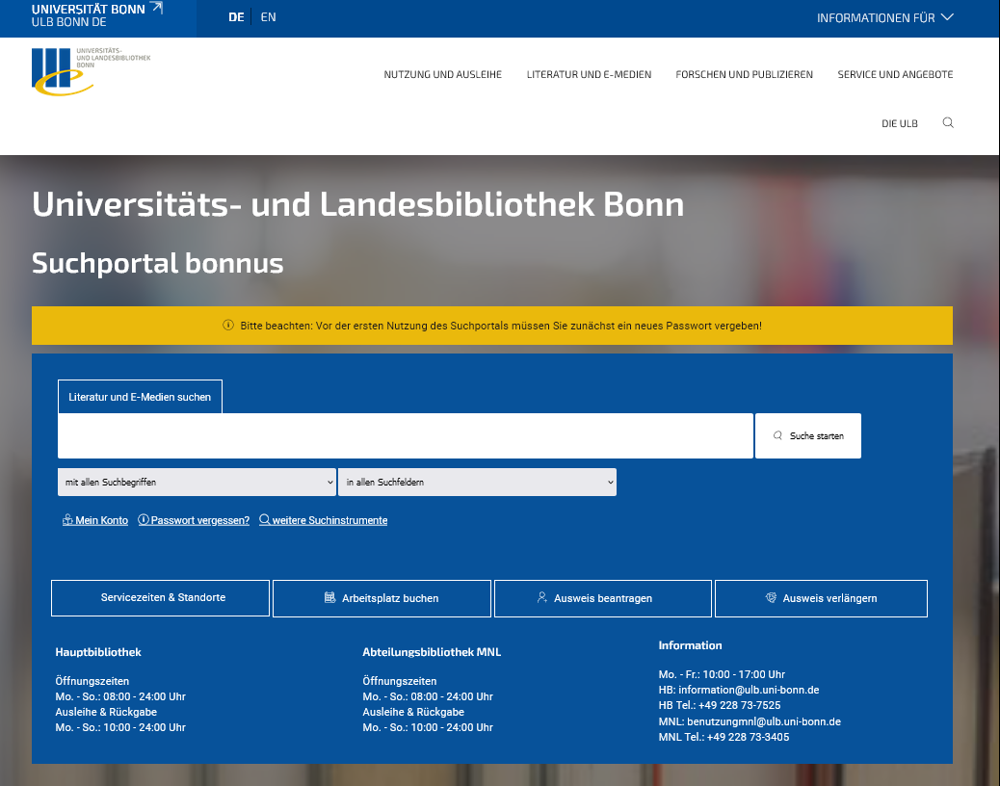 UNIVERSITÄT BONN
ULB BONN DE
DE EN
INFORMATIONEN FÜR
UNIVERSITÄTS-
UND LANDESBIBLIOTHEK
BONN
NUTZUNG UND AUSLEIHE LITERATUR UND E-MEDIEN FORSCHEN UND PUBLIZIEREN SERVICE UND ANGEBOTE
DIE ULB
Universitäts- und Landesbibliothek Bonn
Suchportal bonnus
Bitte beachten: Vor der ersten Nutzung des Suchportals müssen Sie zunächst ein neues Passwort vergeben!
Literatur und E-Medien suchen
Suche starten
mit allen Suchbegriffen in allen Suchfeldern
Mein Konto Passwort vergessen? weitere Suchinstrumente
Servicezeiten & Standorte Arbeitsplatz buchen Ausweis beantragen Ausweis verlängern
Hauptbibliothek
Öffnungszeiten
Mo. - So.: 08:00 - 24:00 Uhr
Ausleihe & Rückgabe
Mo. - So.: 10:00 - 24:00 Uhr
Abteilungsbibliothek MNL
Öffnungszeiten
Mo. - So.: 08:00 - 24:00 Uhr
Ausleihe & Rückgabe
Mo. - So.: 10:00 - 24:00 Uhr
Information
Mo. - Fr.: 10:00 - 17:00 Uhr
HB: information@ulb.uni-bonn.de
HB Tel.: +49 228 73-7525
MNL: benutzungmnl@ulb.uni-bonn.de
MNL Tel.: +49 228 73-3405